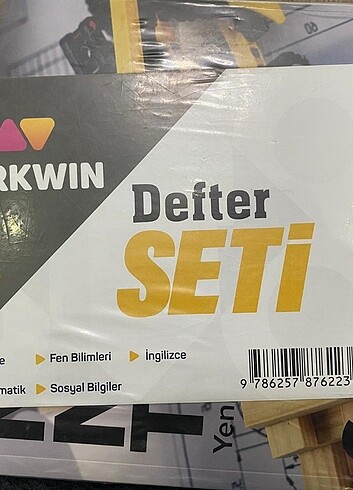 RKWIN
Defter
SETİ
e ▶ Fen Bilimleri ▶ İngilizce
matik ▶ Sosyal Bilgiler
9 786257 876223
Yen